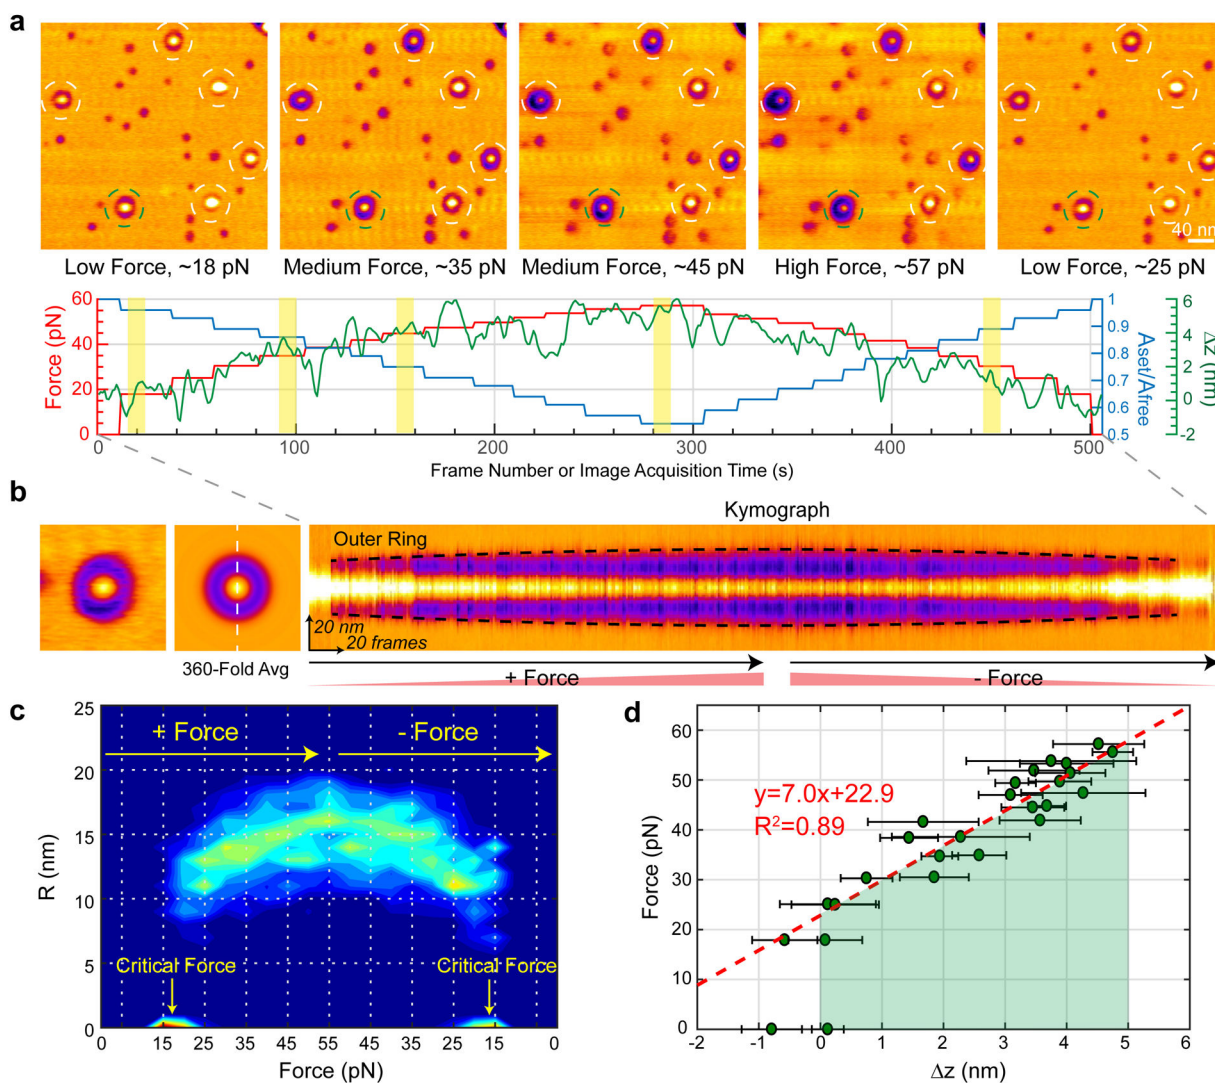 a
40 nm
Low Force, ~18 pN
Medium Force, ~35 pN
Medium Force, ~45 pN
High Force, ~57 pN
Low Force, ~25 pN
Force (pN)
60
40
20
0
0
100
200
300
400
500
Frame Number or Image Acquisition Time (s)
1
0.9
0.8
0.7
0.6
0.5
Aset/Afree
6
4
2
0
-2
Δz (nm)
b
360-Fold Avg
Kymograph
Outer Ring
20 nm
20 frames
+ Force
- Force
c
+ Force
- Force
Critical Force
Critical Force
R (nm)
25
20
15
10
5
0
0 5 15 25 35 45 55 45 35 25 15 0
Force (pN)
d
y=7.0x+22.9
R²=0.89
Force (pN)
60
50
40
30
20
10
0
-2 -1 0 1 2 3 4 5 6
Δz (nm)